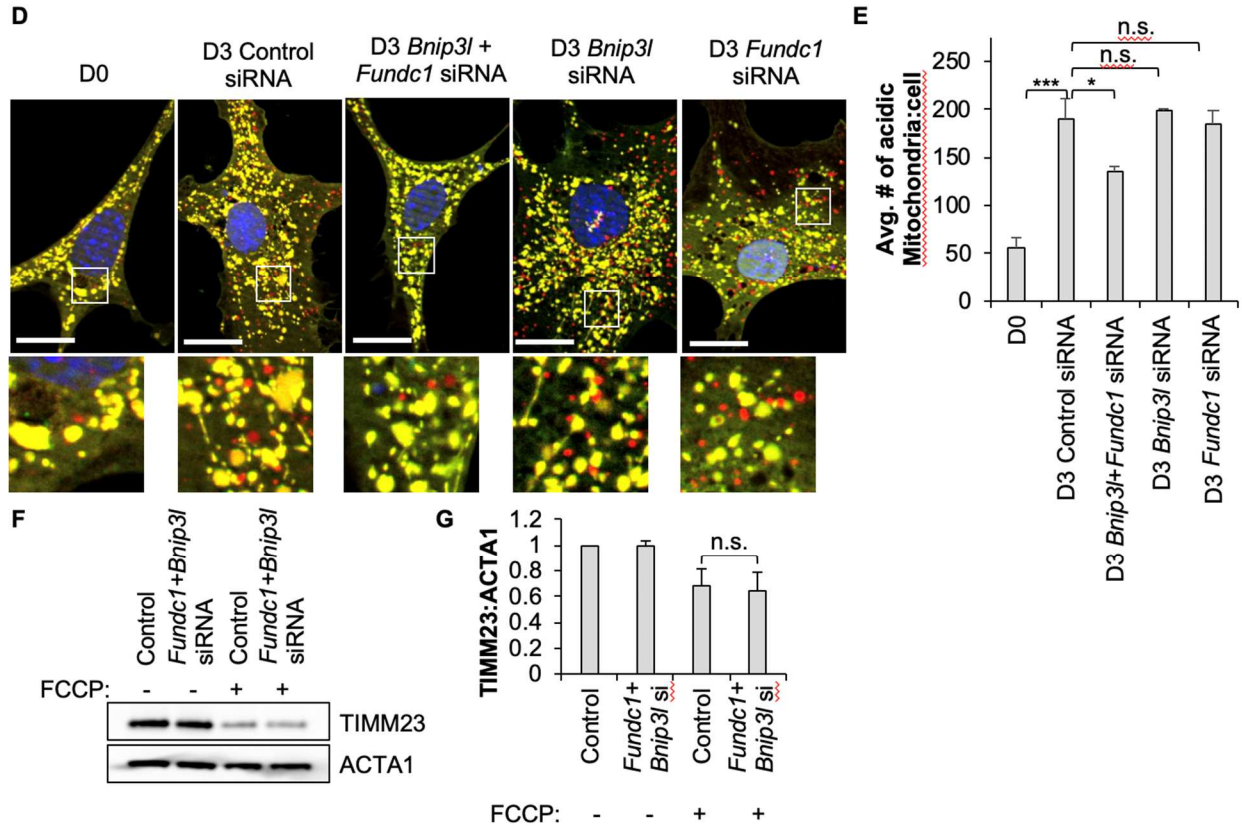 D
D0
D3 Control
siRNA
D3 Bnip3l +
Fundc1 siRNA
D3 Bnip3l
siRNA
D3 Fundc1
siRNA
E
Avg. # of acidic
Mitochondria:cell
250
200
150
100
50
0
n.s.
n.s.
***
*
D0
D3 Control siRNA
D3 Bnip3l+Fundc1 siRNA
D3 Bnip3l siRNA
D3 Fundc1 siRNA
F
Control
Fundc1+Bnip3l
siRNA
Control
Fundc1+Bnip3l
siRNA
FCCP: - - + +
TIMM23
ACTA1
G
TIMM23:ACTA1
1.2
1
0.8
0.6
0.4
0.2
0
n.s.
Control
Fundc1+
Bnip3l si
Control
Fundc1+
Bnip3l si
FCCP: - - + +